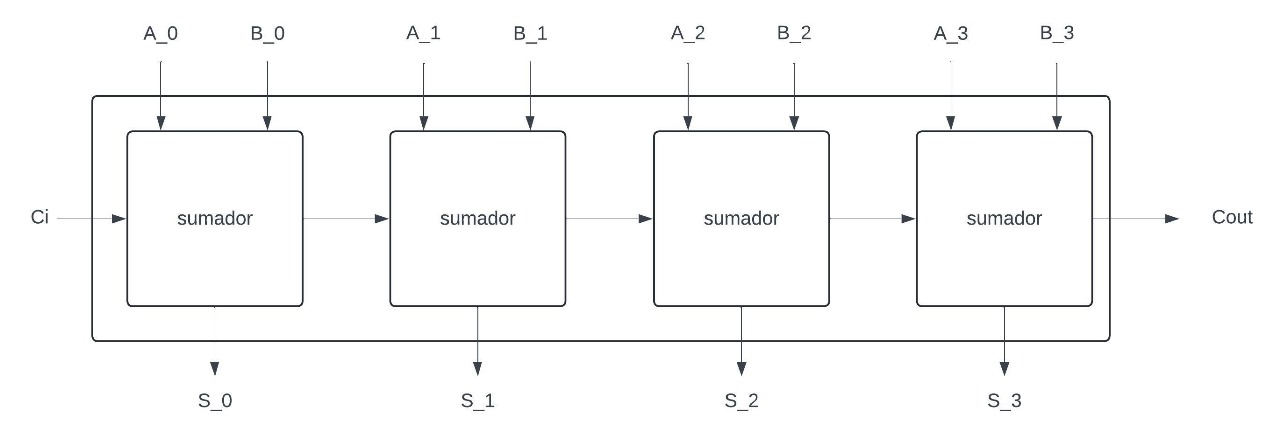 A_0 B_0 A_1 B_1 A_2 B_2 A_3 B_3
Ci sumador sumador sumador sumador Cout
S_0 S_1 S_2 S_3